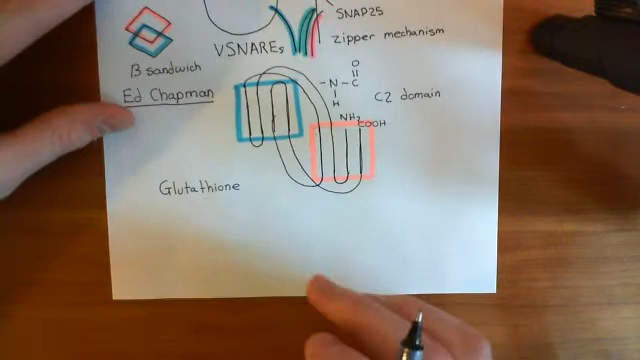 SNAP25
VSNAREs
zipper mechanism
β sandwich
Ed Chapman
O
- N - C
H
C2 domain
NH2
COOH
Glutathione